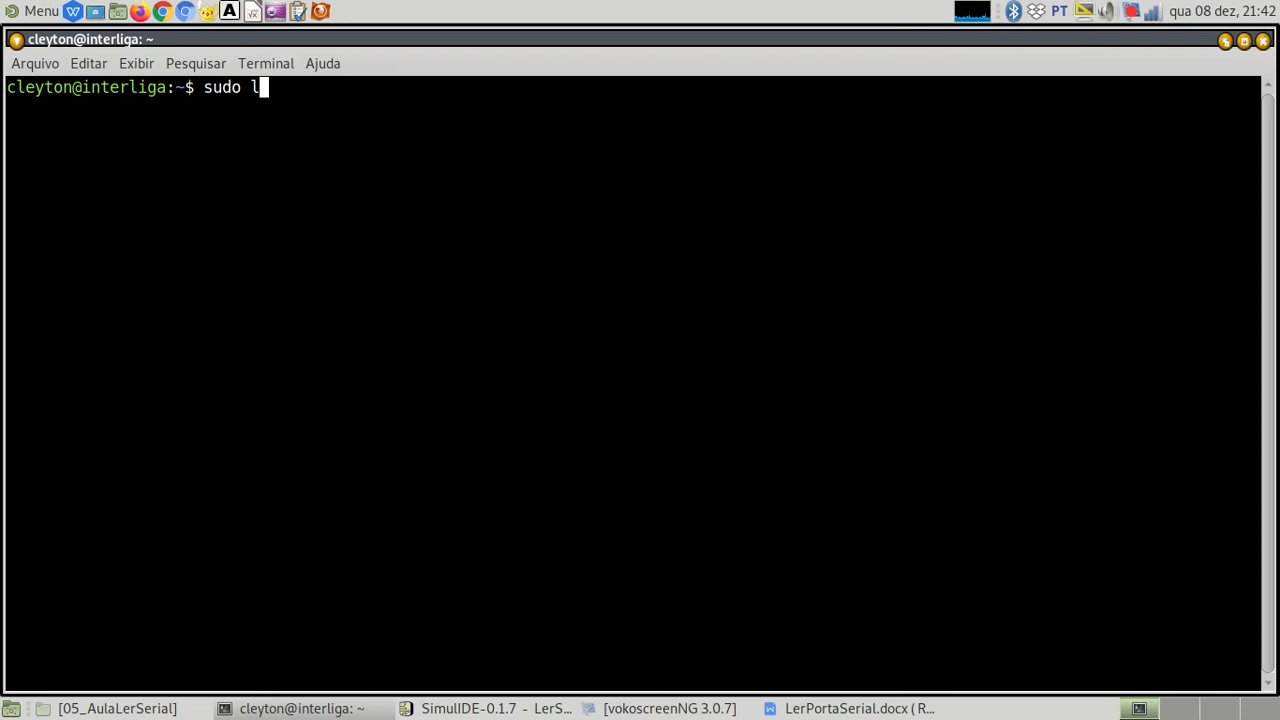 Menu
A
PT
qua 08 dez, 21:42
cleyton@interliga: ~
Arquivo Editar Exibir Pesquisar Terminal Ajuda
cleyton@interliga:~$ sudo l
[05_AulaLerSerial]
cleyton@interliga: ~
SimulIDE-0.1.7 - LerS...
[vokoscreenNG 3.0.7]
LerPortaSerial.docx (R...